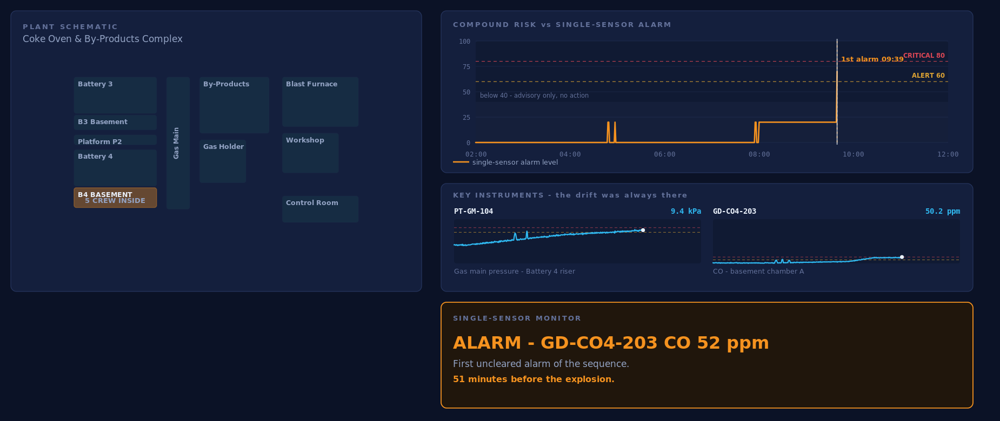 PLANT SCHEMATIC
Coke Oven & By-Products Complex
Battery 3
B3 Basement
Platform P2
Battery 4
B4 BASEMENT
5 CREW INSIDE
Gas Main
By-Products
Gas Holder
Blast Furnace
Workshop
Control Room
COMPOUND RISK vs SINGLE-SENSOR ALARM
100
75
50
25
0
1st alarm 09:39
CRITICAL 80
ALERT 60
below 40 - advisory only, no action
02:00 04:00 06:00 08:00 10:00 12:00
single-sensor alarm level
KEY INSTRUMENTS - the drift was always there
PT-GM-104 9.4 kPa
Gas main pressure - Battery 4 riser
GD-CO4-203 50.2 ppm
CO - basement chamber A
SINGLE-SENSOR MONITOR
ALARM - GD-CO4-203 CO 52 ppm
First uncleared alarm of the sequence.
51 minutes before the explosion.